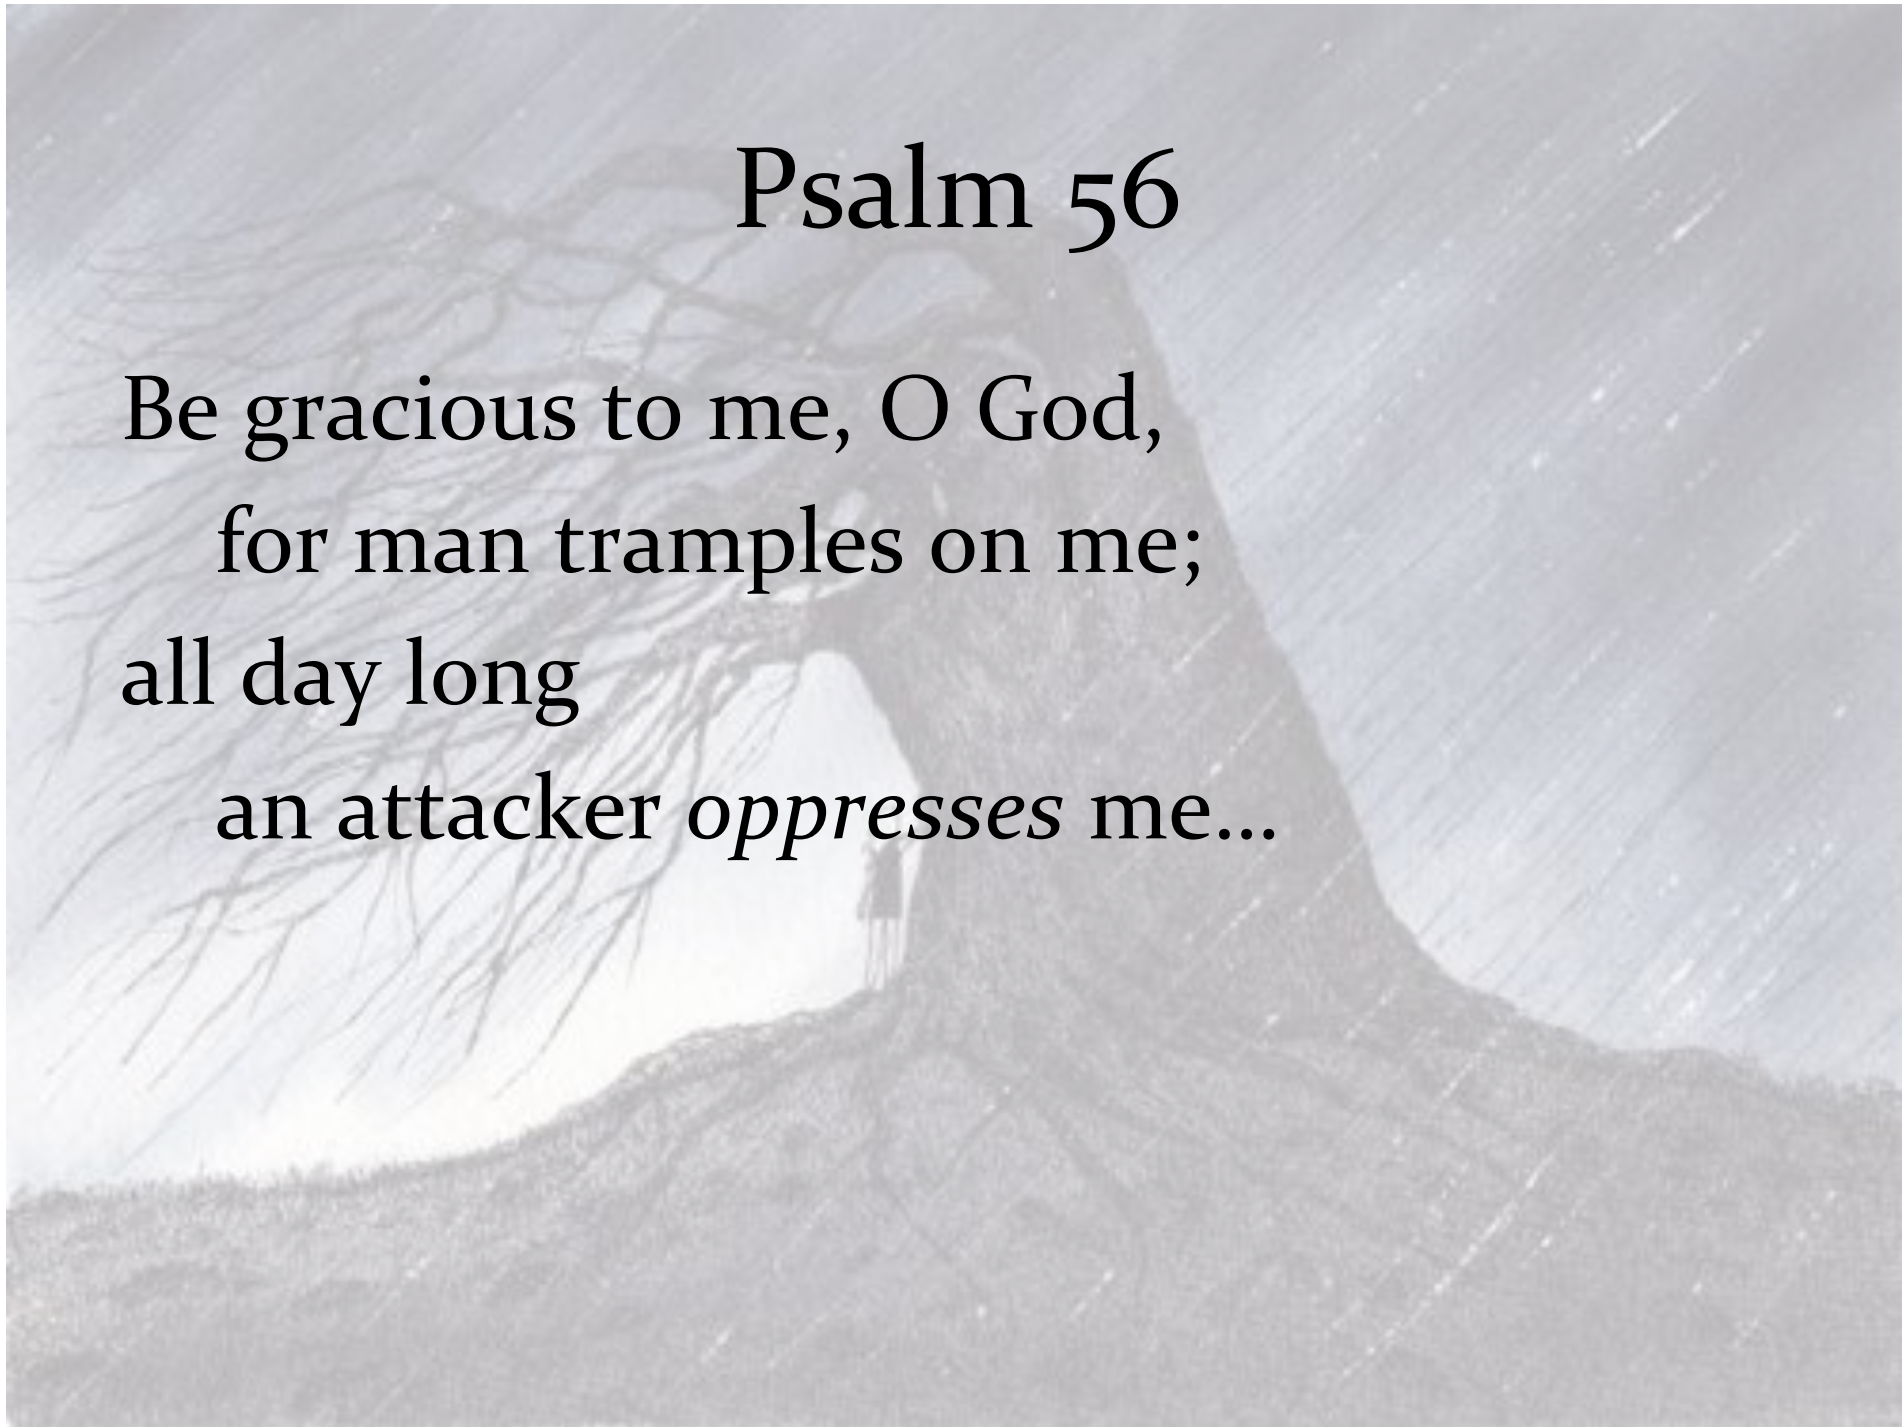 Psalm 56
Be gracious to me, O God,
for man tramples on me;
all day long
an attacker oppresses me…